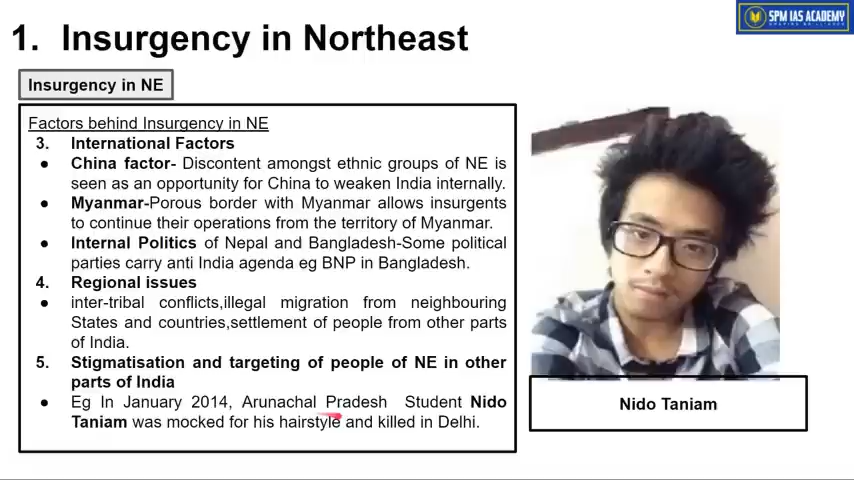 1. Insurgency in Northeast
SPM IAS ACADEMY
Insurgency in NE
Factors behind Insurgency in NE
3. International Factors
● China factor- Discontent amongst ethnic groups of NE is
seen as an opportunity for China to weaken India internally.
● Myanmar-Porous border with Myanmar allows insurgents
to continue their operations from the territory of Myanmar.
● Internal Politics of Nepal and Bangladesh-Some political
parties carry anti India agenda eg BNP in Bangladesh.
4. Regional issues
● inter-tribal conflicts,illegal migration from neighbouring
States and countries,settlement of people from other parts
of India.
5. Stigmatisation and targeting of people of NE in other
parts of India
● Eg In January 2014, Arunachal Pradesh Student Nido
Taniam was mocked for his hairstyle and killed in Delhi.
Nido Taniam